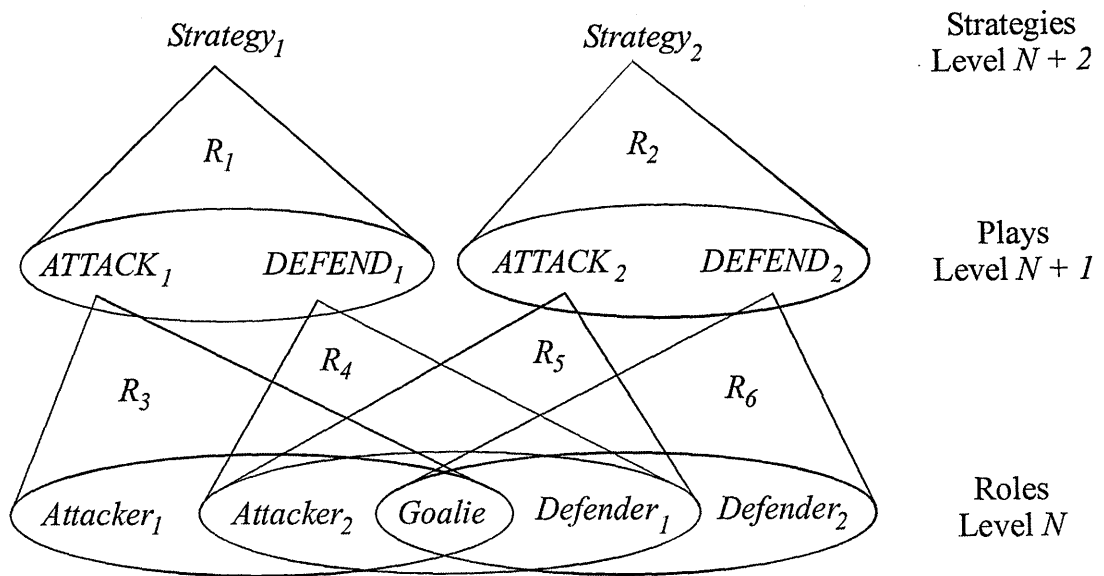 Strategy₁ Strategy₂ Strategies
Level N + 2
R₁ R₂
ATTACK₁ DEFEND₁ ATTACK₂ DEFEND₂ Plays
Level N + 1
R₃ R₄ R₅ R₆
Attacker₁ Attacker₂ Goalie Defender₁ Defender₂ Roles
Level N